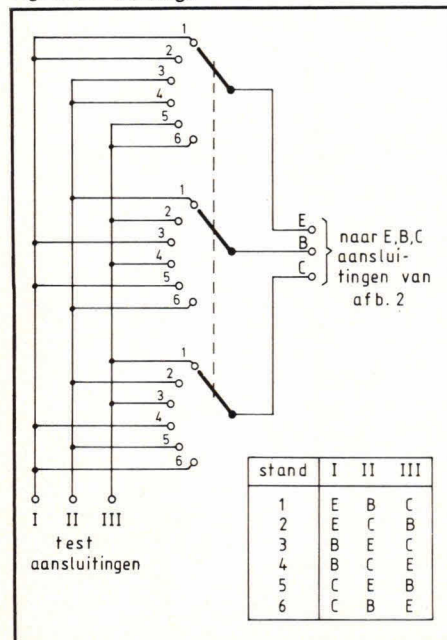 1
2
3
4
5
6
1
2
3
4
5
6
1
2
3
4
5
6
E
B
C
naar E,B,C
aanslui-
tingen van
afb. 2
I II III
test
aansluitingen
stand I II III
1 E B C
2 E C B
3 B E C
4 B C E
5 C E B
6 C B E